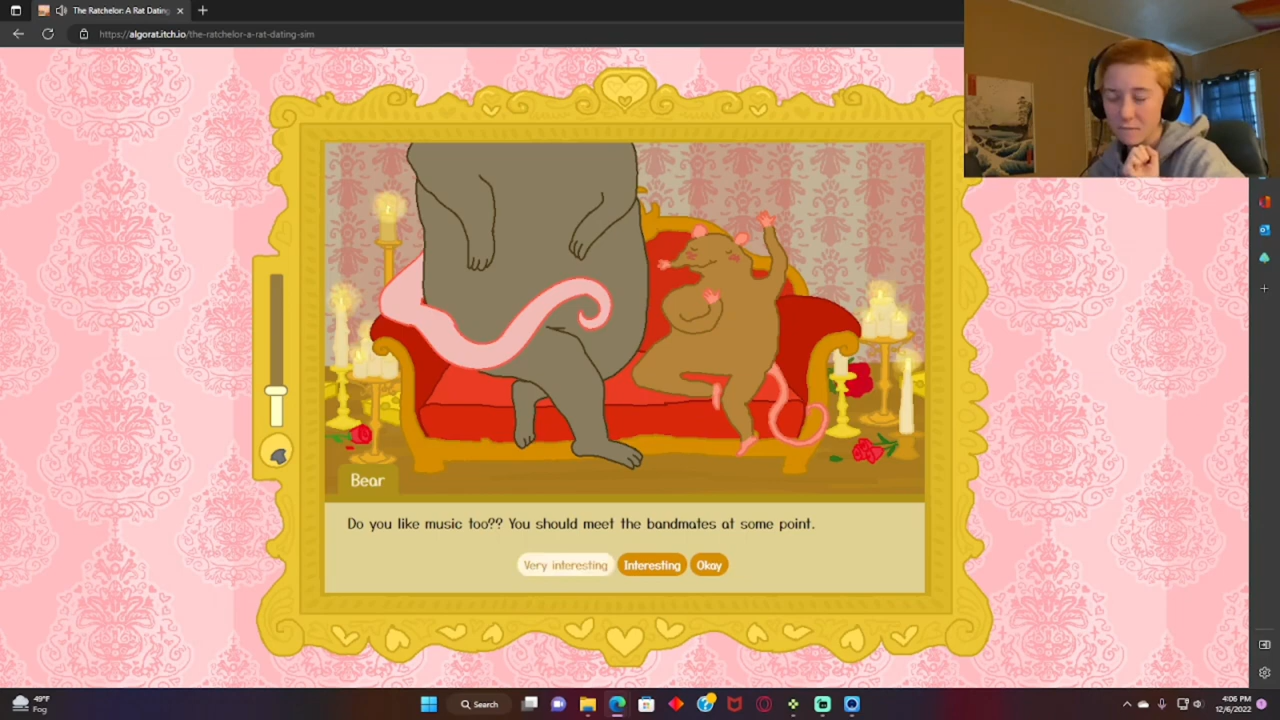 The Ratchelor: A Rat Dating
https://algorat.itch.io/the-ratchelor-a-rat-dating-sim
Bear
Do you like music too?? You should meet the bandmates at some point.
Very interesting Interesting Okay
49°F
Fog
Search
4:06 PM
12/6/2022